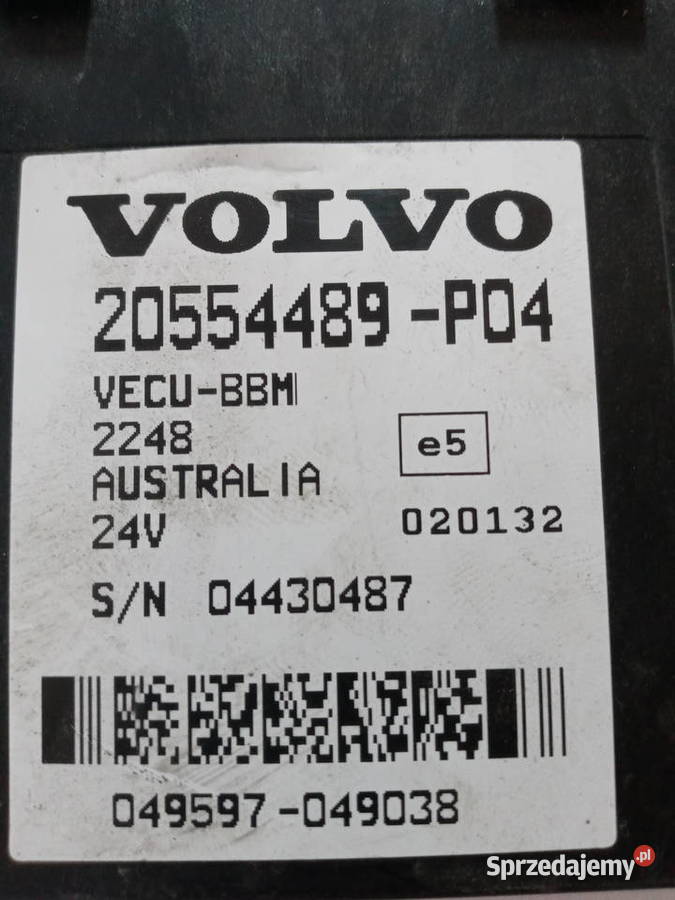 VOLVO
20554489-P04
VECU-BBM
2248
e5
AUSTRALIA
24V
020132
S/N 04430487
049597-049038
Sprzedajemy.pl